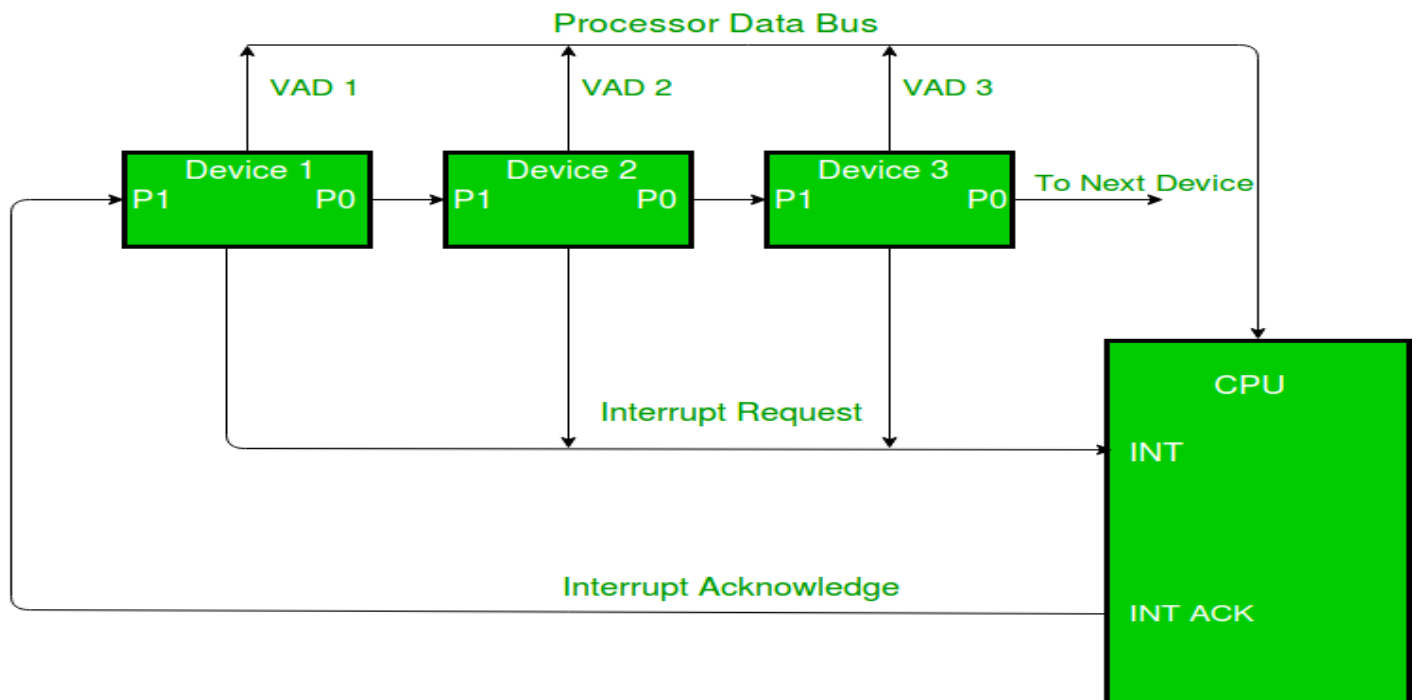 Processor Data Bus
VAD 1
VAD 2
VAD 3
Device 1
P1
P0
Device 2
P1
P0
Device 3
P1
P0
To Next Device
CPU
Interrupt Request
INT
Interrupt Acknowledge
INT ACK